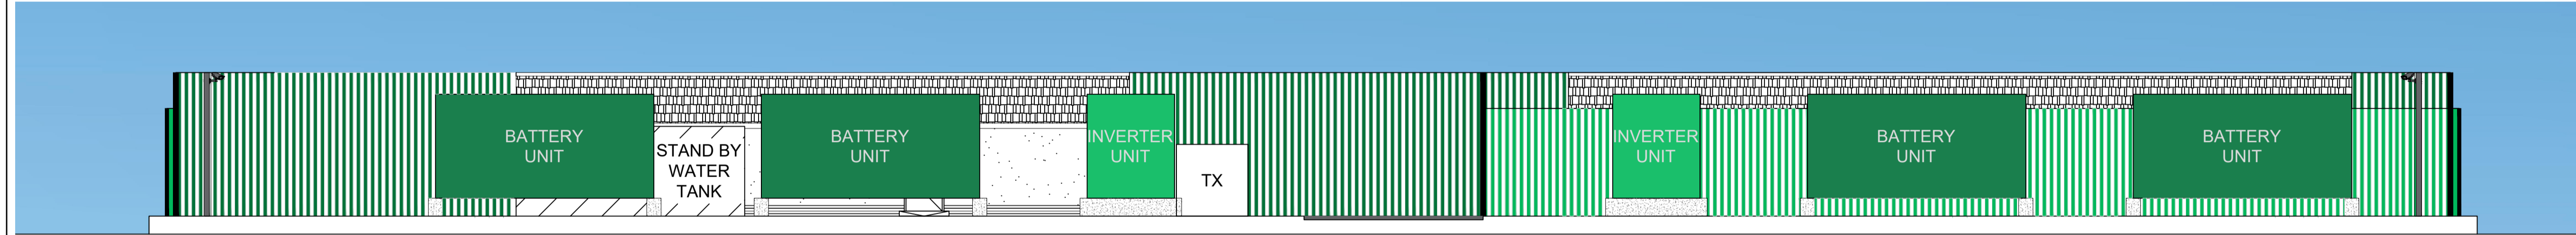 BATTERY
UNIT
STAND BY
WATER
TANK
BATTERY
UNIT
INVERTER
UNIT
TX
INVERTER
UNIT
BATTERY
UNIT
BATTERY
UNIT